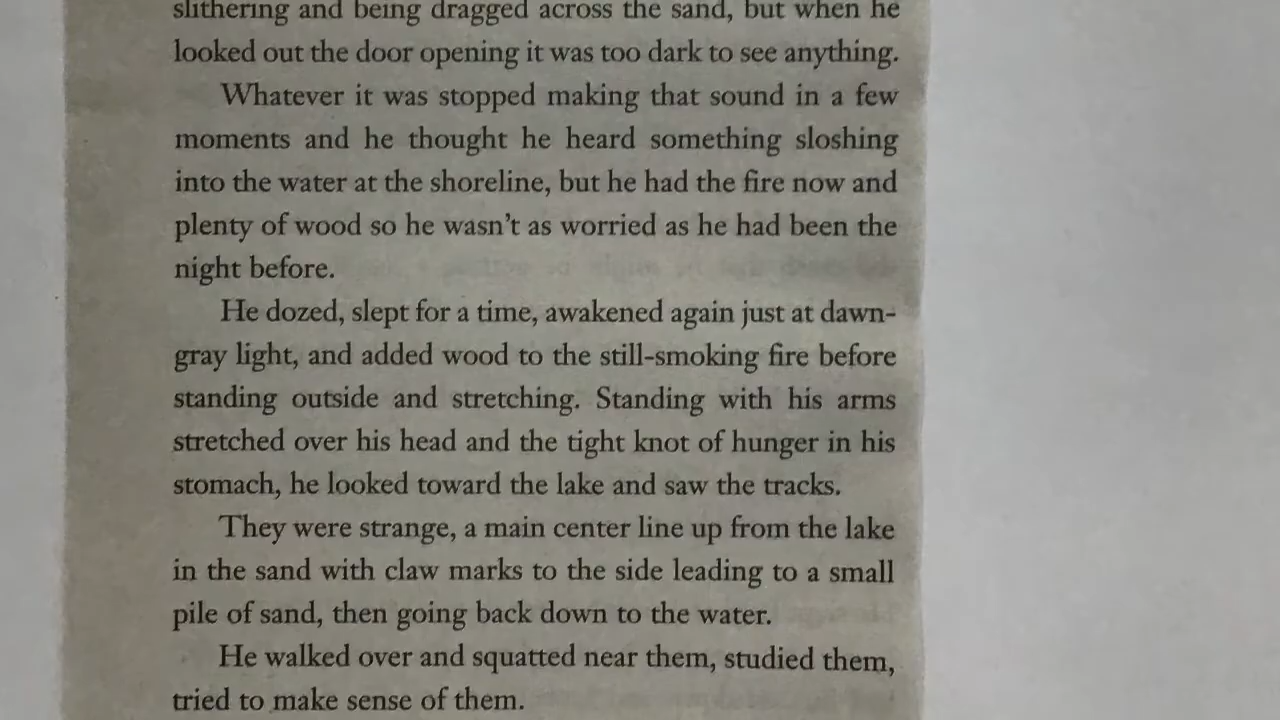 slithering and being dragged across the sand, but when he
looked out the door opening it was too dark to see anything.
Whatever it was stopped making that sound in a few
moments and he thought he heard something sloshing
into the water at the shoreline, but he had the fire now and
plenty of wood so he wasn't as worried as he had been the
night before.
He dozed, slept for a time, awakened again just at dawn-
gray light, and added wood to the still-smoking fire before
standing outside and stretching. Standing with his arms
stretched over his head and the tight knot of hunger in his
stomach, he looked toward the lake and saw the tracks.
They were strange, a main center line up from the lake
in the sand with claw marks to the side leading to a small
pile of sand, then going back down to the water.
He walked over and squatted near them, studied them,
tried to make sense of them.